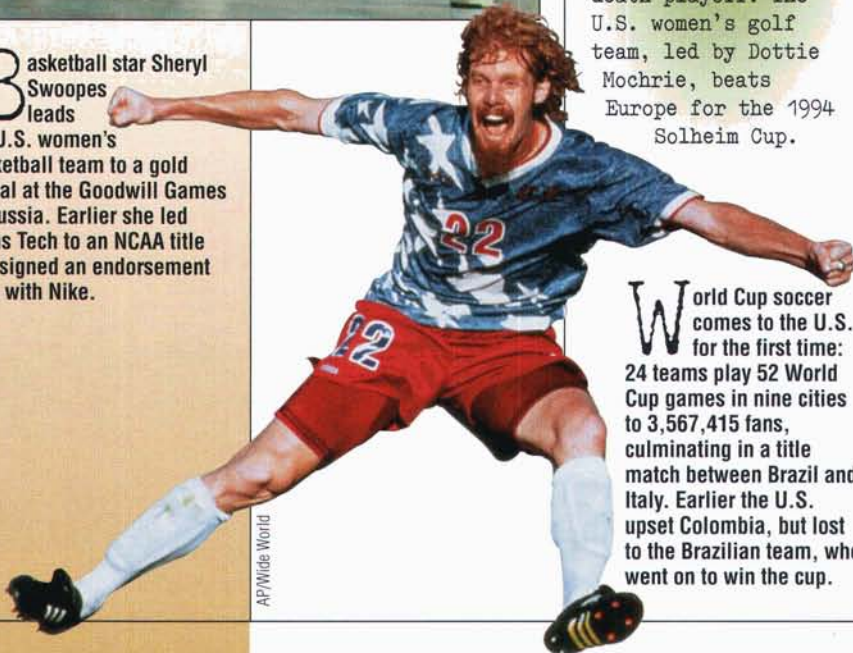 Basketball star Sheryl
Swoopes
leads
U.S. women's
ketball team to a gold
al at the Goodwill Games
ussia. Earlier she led
s Tech to an NCAA title
signed an endorsement
with Nike.
U.S. women's golf
team, led by Dottie
Mochrie, beats
Europe for the 1994
Solheim Cup.
22
22
World Cup soccer
comes to the U.S.
for the first time:
24 teams play 52 World
Cup games in nine cities
to 3,567,415 fans,
culminating in a title
match between Brazil and
Italy. Earlier the U.S.
upset Colombia, but lost
to the Brazilian team, who
went on to win the cup.
AP/Wide World